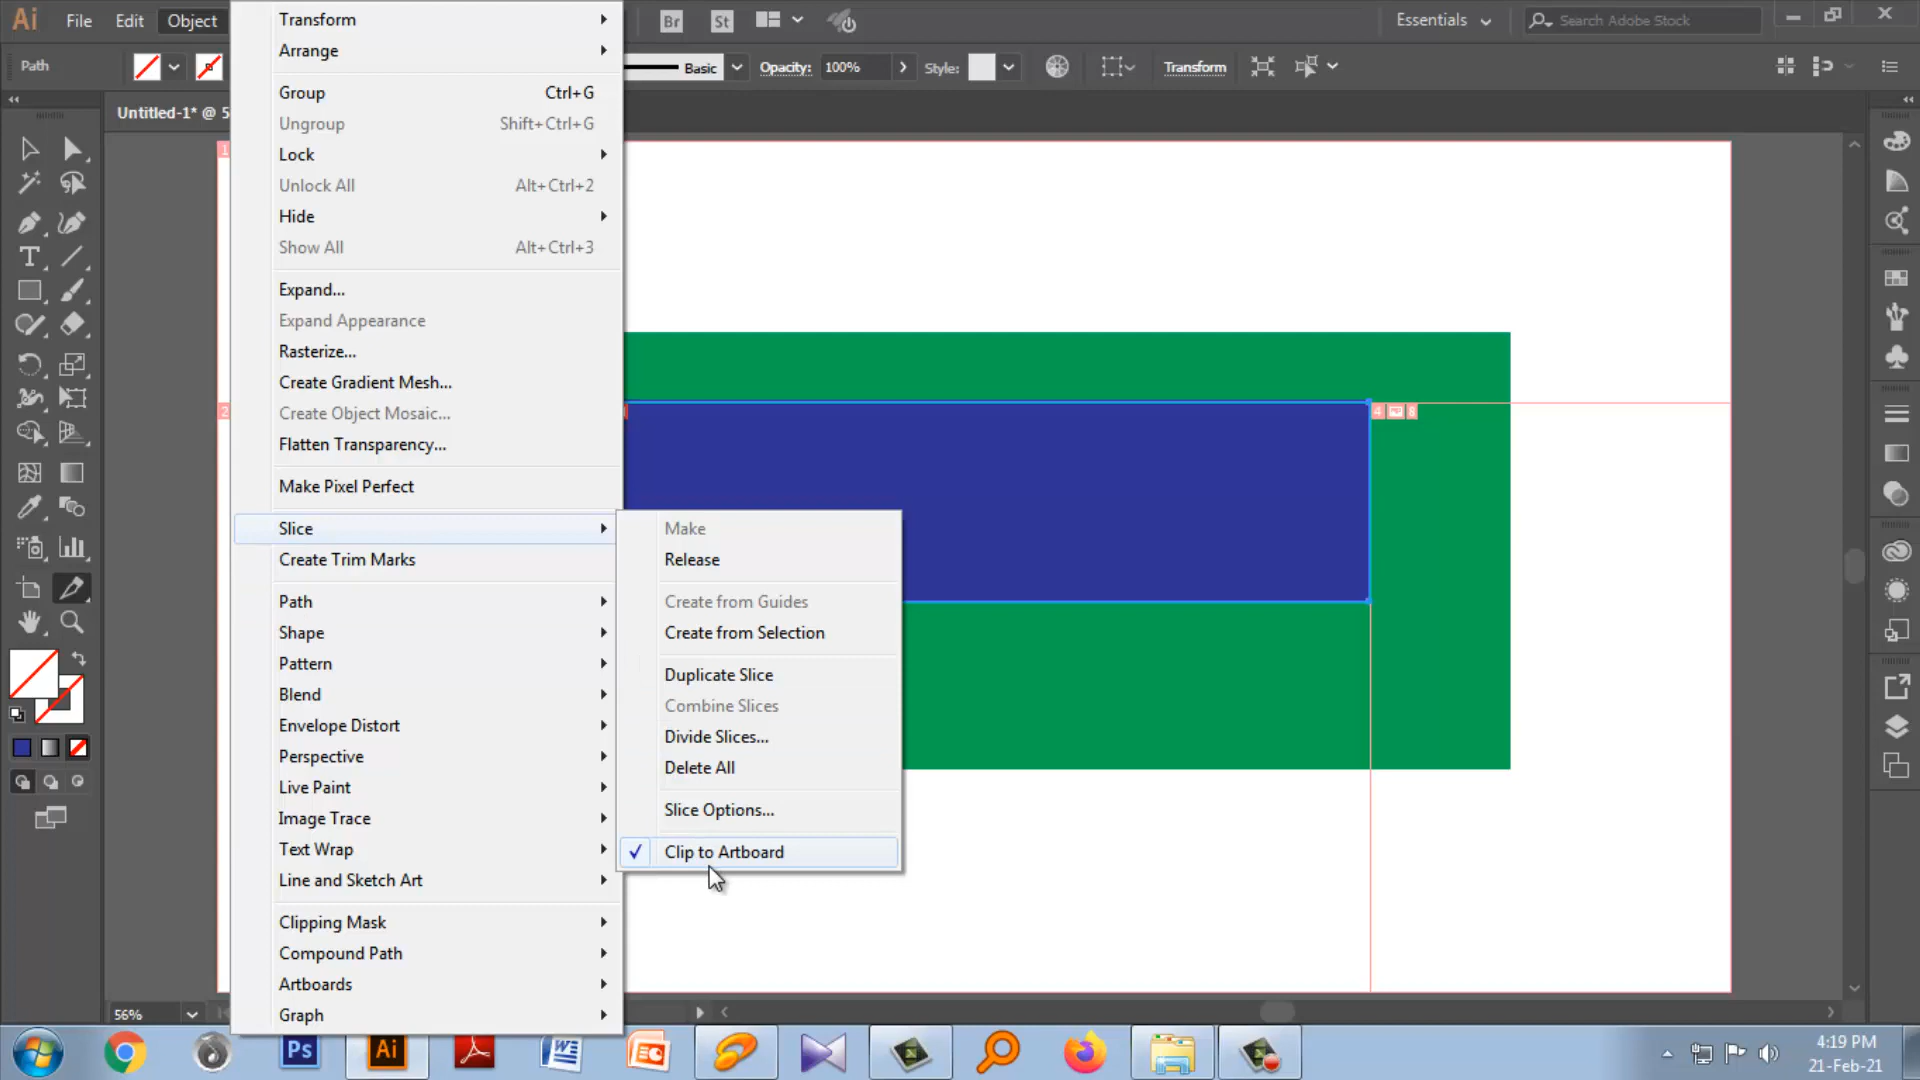 Ai File Edit Object Br St Essentials Search Adobe Stock
Path Basic Opacity: 100% Style: Transform
Untitled-1* @ 5
Transform
Arrange
Group Ctrl+G
Ungroup Shift+Ctrl+G
Lock
Unlock All Alt+Ctrl+2
Hide
Show All Alt+Ctrl+3
Expand...
Expand Appearance
Rasterize...
Create Gradient Mesh...
Create Object Mosaic...
Flatten Transparency...
Make Pixel Perfect
Slice
Create Trim Marks
Path
Shape
Pattern
Blend
Envelope Distort
Perspective
Live Paint
Image Trace
Text Wrap
Line and Sketch Art
Clipping Mask
Compound Path
Artboards
Graph
Make
Release
Create from Guides
Create from Selection
Duplicate Slice
Combine Slices
Divide Slices...
Delete All
Slice Options...
Clip to Artboard
1
2
4 8
56%
Ps Ai
4:19 PM
21-Feb-21